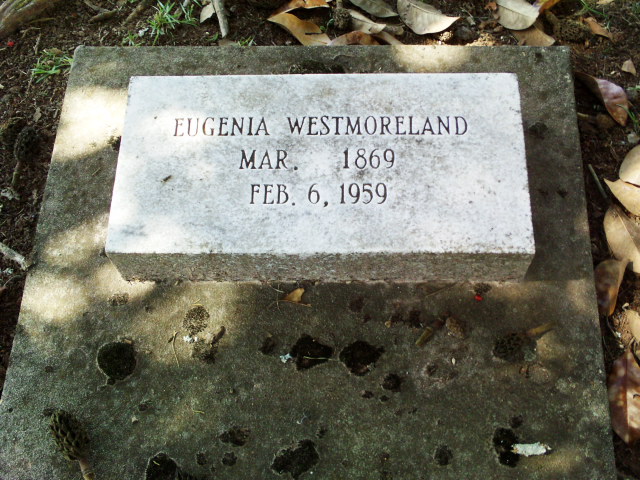 EUGENIA WESTMORELAND
MAR. 1869
FEB. 6, 1959